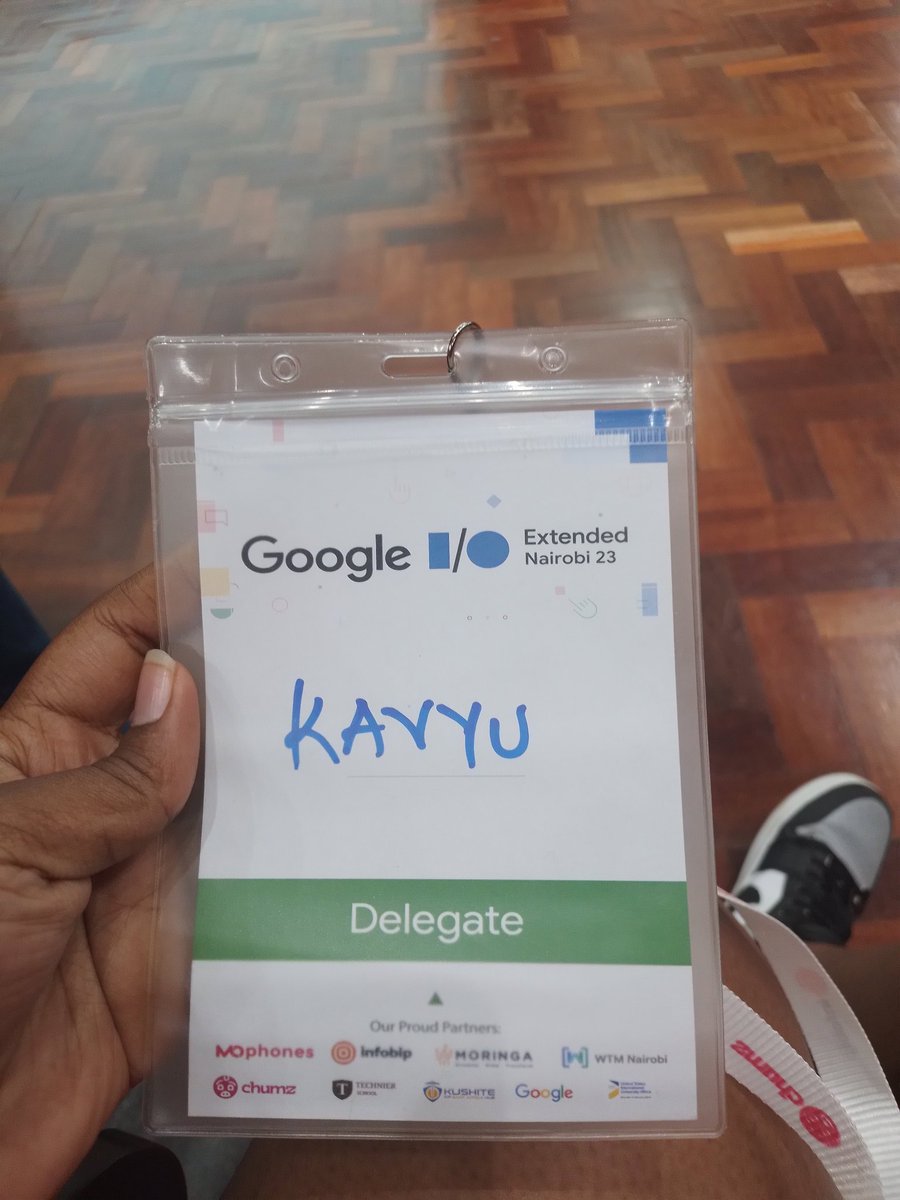 Google I/O Extended
Nairobi 23
KAVYU
Delegate
Our Proud Partners:
MOphones infobip MORINGA WTM Nairobi
chumz TECHNIER SCHOOL KUSHITE Google
chumz